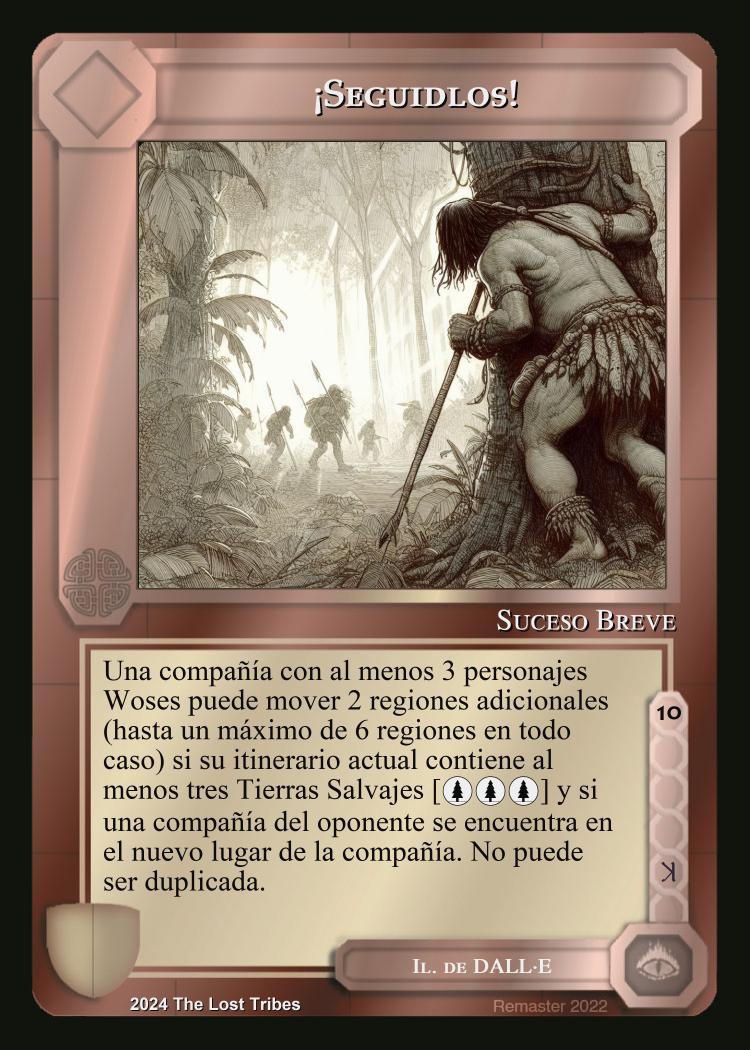 ¡Seguidlos!
Suceso Breve
Una compañía con al menos 3 personajes
Woses puede mover 2 regiones adicionales
(hasta un máximo de 6 regiones en todo
caso) si su itinerario actual contiene al
menos tres Tierras Salvajes [] y si
una compañía del oponente se encuentra en
el nuevo lugar de la compañía. No puede
ser duplicada.
10
Il. de DALL·E
2024 The Lost Tribes
Remaster 2022